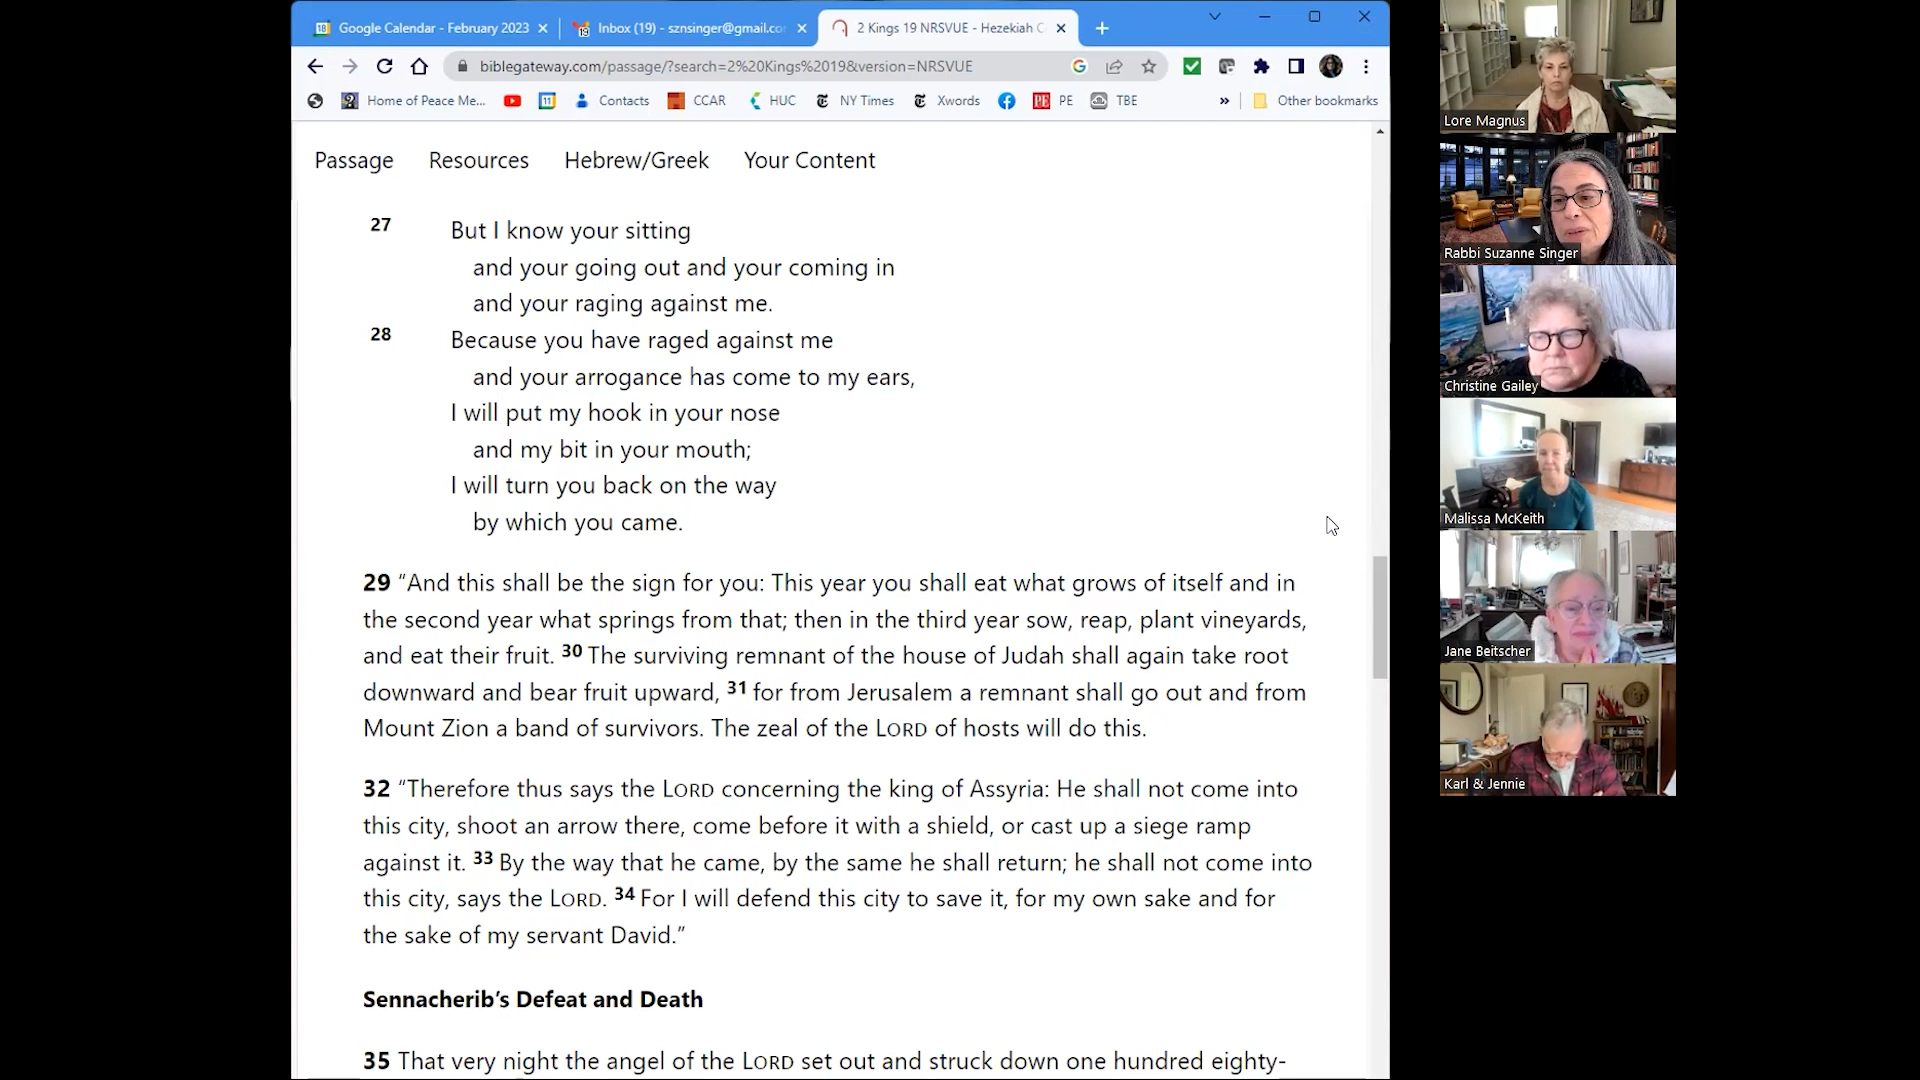 Google Calendar - February 2023
Inbox (19) - sznsinger@gmail.co
2 Kings 19 NRSVUE - Hezekiah C
biblegateway.com/passage/?search=2%20Kings%2019&version=NRSVUE
Home of Peace Me...
Contacts
CCAR
HUC
NY Times
Xwords
PE
TBE
»
Other bookmarks
Passage
Resources
Hebrew/Greek
Your Content
27 But I know your sitting
and your going out and your coming in
and your raging against me.
28 Because you have raged against me
and your arrogance has come to my ears,
I will put my hook in your nose
and my bit in your mouth;
I will turn you back on the way
by which you came.
29 “And this shall be the sign for you: This year you shall eat what grows of itself and in
the second year what springs from that; then in the third year sow, reap, plant vineyards,
and eat their fruit. 30 The surviving remnant of the house of Judah shall again take root
downward and bear fruit upward, 31 for from Jerusalem a remnant shall go out and from
Mount Zion a band of survivors. The zeal of the LORD of hosts will do this.
32 “Therefore thus says the LORD concerning the king of Assyria: He shall not come into
this city, shoot an arrow there, come before it with a shield, or cast up a siege ramp
against it. 33 By the way that he came, by the same he shall return; he shall not come into
this city, says the LORD. 34 For I will defend this city to save it, for my own sake and for
the sake of my servant David.”
Sennacherib’s Defeat and Death
35 That very night the angel of the LORD set out and struck down one hundred eighty-
Lore Magnus
Rabbi Suzanne Singer
Christine Gailey
Malissa McKeith
Jane Beitscher
Karl & Jennie